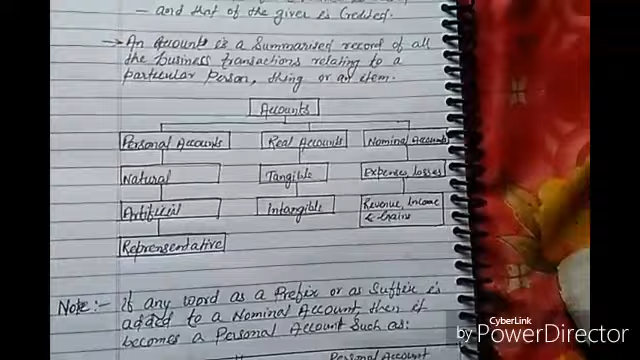 - and that of the giver is Credited.
→ An Accounts is a Summarised record of all
the business transactions relating to a
particular Person, thing or an item.
Accounts
Personal Accounts Real Accounts Nominal Accounts
Natural Tangible Expenses, losses
Artificial Intangible Revenue, Income
& Gains
Reprensendative
Note:- if any word as a Prefix or as Suffix is
added to a Nominal Account, then it
becomes a Personal Account Such as:
Personal Account
CyberLink
by PowerDirector